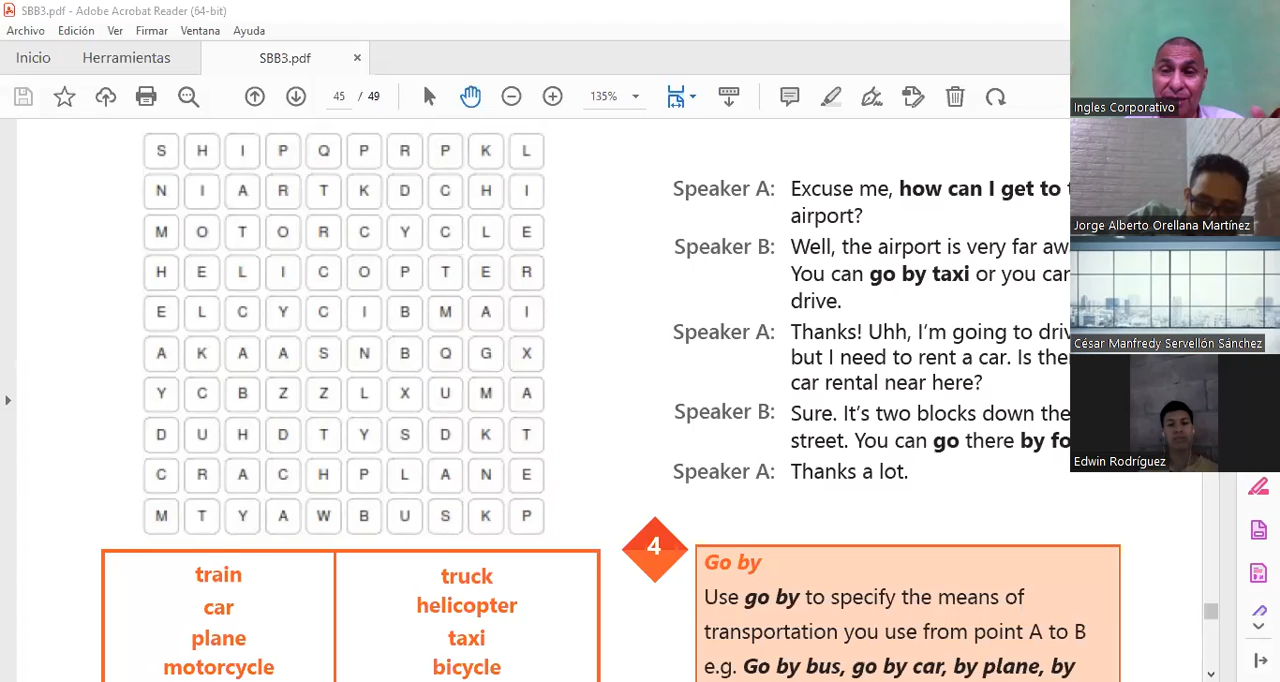 SBB3.pdf - Adobe Acrobat Reader (64-bit)
Archivo Edición Ver Firmar Ventana Ayuda
Inicio Herramientas SBB3.pdf ×
45 / 49 135%
S H I P Q P R P K L
N I A R T K D C H I
M O T O R C Y C L E
H E L I C O P T E R
E L C Y C I B M A I
A K A A S N B Q G X
Y C B Z Z L X U M A
D U H D T Y S D K T
C R A C H P L A N E
M T Y A W B U S K P
train
car
plane
motorcycle
truck
helicopter
taxi
bicycle
Speaker A: Excuse me, how can I get to
airport?
Speaker B: Well, the airport is very far
You can go by taxi or you
drive.
Speaker A: Thanks! Uhh, I'm going to
but I need to rent a car. Is
car rental near here?
Speaker B: Sure. It's two blocks down the
street. You can go there by
Speaker A: Thanks a lot.
4
Go by
Use go by to specify the means of
transportation you use from point A to B
e.g. Go by bus, go by car, by plane, by
Ingles Corporativo
Jorge Alberto Orellana Martínez
César Manfredy Servellón Sánchez
Edwin Rodríguez